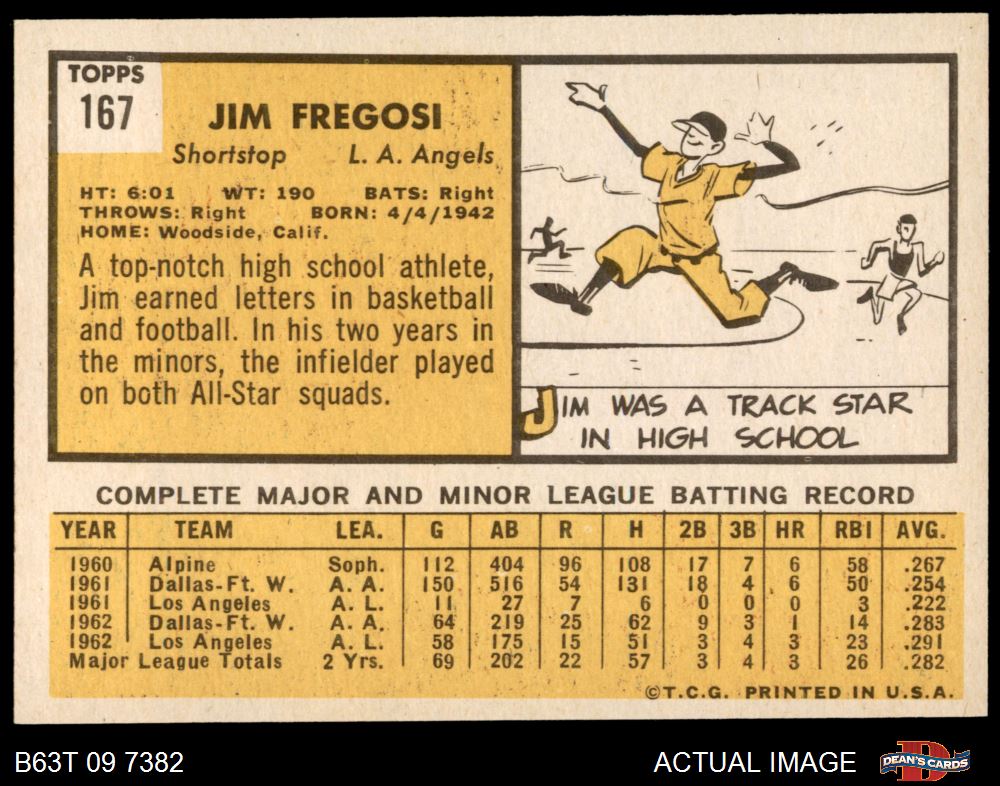 TOPPS
167
JIM FREGOSI
Shortstop L. A. Angels
HT: 6:01 WT: 190 BATS: Right
THROWS: Right BORN: 4/4/1942
HOME: Woodside, Calif.
A top-notch high school athlete,
Jim earned letters in basketball
and football. In his two years in
the minors, the infielder played
on both All-Star squads.
JIM WAS A TRACK STAR
IN HIGH SCHOOL
COMPLETE MAJOR AND MINOR LEAGUE BATTING RECORD
YEAR TEAM LEA. G AB R H 2B 3B HR RBI AVG.
1960 Alpine Soph. 112 404 96 108 17 7 6 58 .267
1961 Dallas-Ft. W. A. A. 150 516 54 131 18 4 6 50 .254
1961 Los Angeles A. L. 11 27 7 6 0 0 0 3 .222
1962 Dallas-Ft. W. A. A. 64 219 25 62 9 3 1 14 .283
1962 Los Angeles A. L. 58 175 15 51 3 4 3 23 .291
Major League Totals 2 Yrs. 69 202 22 57 3 4 3 26 .282
©T.C.G. PRINTED IN U.S.A.
B63T 09 7382
ACTUAL IMAGE
D
DEAN'S CARDS